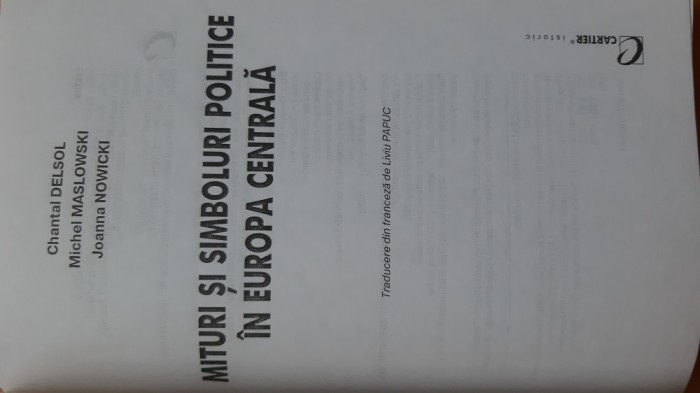 Chantal DELSOL
Michel MASLOWSKI
Joanna NOWICKI
MITURI ȘI SIMBOLURI POLITICE
ÎN EUROPA CENTRALĂ
Traducere din franceză de Liviu PAPUC
CARTIER® istoric